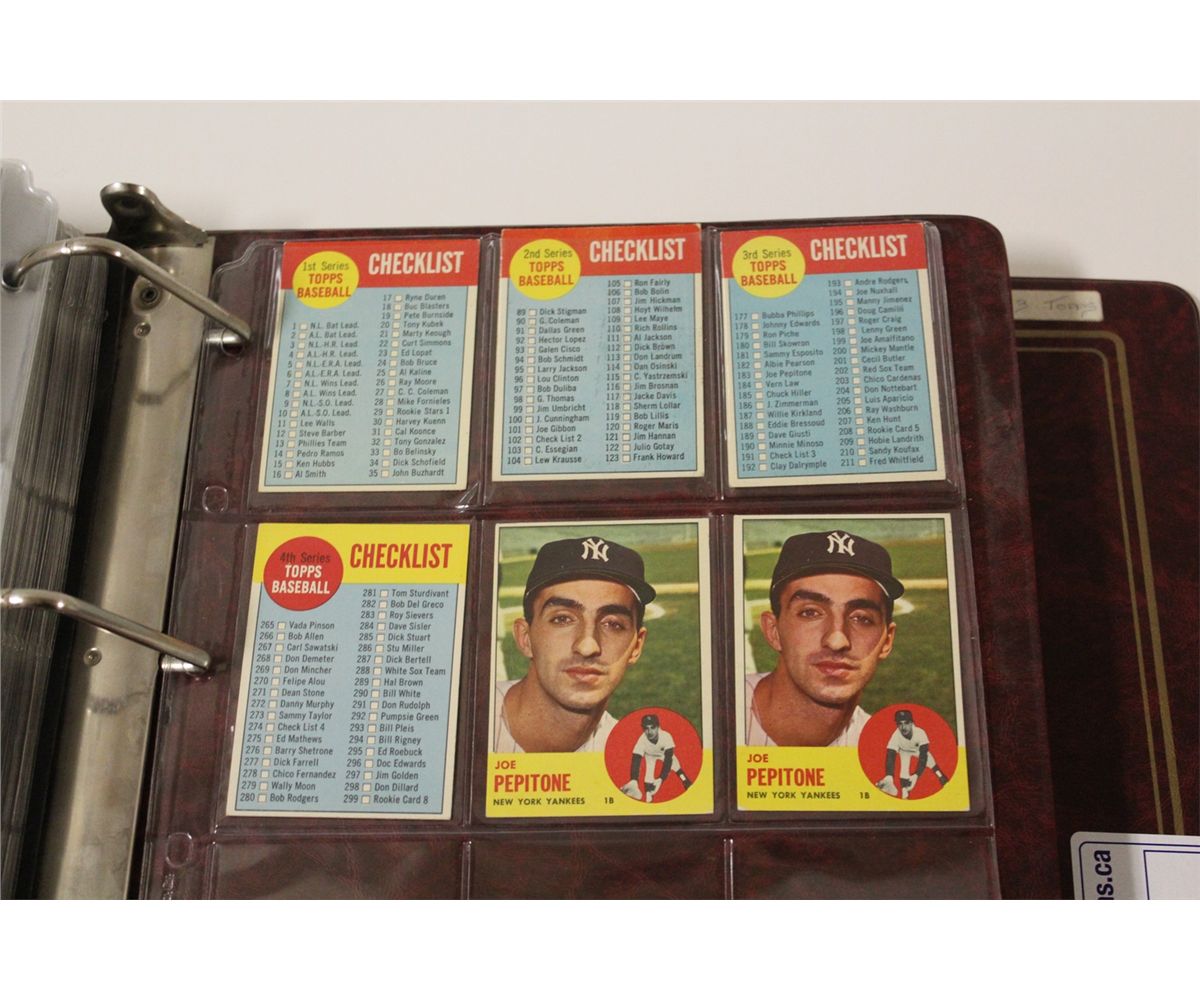 1st Series
TOPPS
BASEBALL
CHECKLIST
1 N.L. Bat Lead.
2 A.L. Bat Lead.
3 N.L.-H.R. Lead.
4 A.L.-H.R. Lead.
5 N.L.-E.R.A. Lead.
6 A.L.-E.R.A. Lead.
7 N.L. Wins Lead.
8 A.L. Wins Lead.
9 N.L.-S.O. Lead.
10 A.L.-S.O. Lead.
11 Lee Walls
12 Steve Barber
13 Phillies Team
14 Pedro Ramos
15 Ken Hubbs
16 Al Smith
17 Ryne Duren
18 Buc Blasters
19 Pete Burnside
20 Tony Kubek
21 Marty Keough
22 Curt Simmons
23 Ed Lopat
24 Bob Bruce
25 Al Kaline
26 Ray Moore
27 C. C. Coleman
28 Mike Fornieles
29 Rookie Stars 1
30 Harvey Kuenn
31 Cal Koonce
32 Tony Gonzalez
33 Bo Belinsky
34 Dick Schofield
35 John Buzhardt
2nd Series
TOPPS
BASEBALL
CHECKLIST
89 Dick Stigman
90 G. Coleman
91 Dallas Green
92 Hector Lopez
93 Galen Cisco
94 Bob Schmidt
95 Larry Jackson
96 Lou Clinton
97 Bob Duliba
98 G. Thomas
99 Jim Umbricht
100 J. Cunningham
101 Joe Gibbon
102 Check List 2
103 C. Essegian
104 Lew Krausse
105 Ron Fairly
106 Bob Bolin
107 Jim Hickman
108 Hoyt Wilhelm
109 Lee Maye
110 Rich Rollins
111 Al Jackson
112 Dick Brown
113 Don Landrum
114 Dan Osinski
115 C. Yastrzemski
116 Jim Brosnan
117 Jacke Davis
118 Sherm Lollar
119 Bob Lillis
120 Roger Maris
121 Jim Hannan
122 Julio Gotay
123 Frank Howard
3rd Series
TOPPS
BASEBALL
CHECKLIST
177 Bubba Phillips
178 Johnny Edwards
179 Ron Piche
180 Bill Skowron
181 Sammy Esposito
182 Albie Pearson
183 Joe Pepitone
184 Vern Law
185 Chuck Hiller
186 J. Zimmerman
187 Willie Kirkland
188 Eddie Bressoud
189 Dave Giusti
190 Minnie Minoso
191 Check List 3
192 Clay Dalrymple
193 Andre Rodgers
194 Joe Nuxhall
195 Manny Jimenez
196 Doug Camilli
197 Roger Craig
198 Lenny Green
199 Joe Amalfitano
200 Mickey Mantle
201 Cecil Butler
202 Red Sox Team
203 Chico Cardenas
204 Don Nottebart
205 Luis Aparicio
206 Ray Washburn
207 Ken Hunt
208 Rookie Card 5
209 Hobie Landrith
210 Sandy Koufax
211 Fred Whitfield
3 Topps
4th Series
TOPPS
BASEBALL
CHECKLIST
265 Vada Pinson
266 Bob Allen
267 Carl Sawatski
268 Don Demeter
269 Don Mincher
270 Felipe Alou
271 Dean Stone
272 Danny Murphy
273 Sammy Taylor
274 Check List 4
275 Ed Mathews
276 Barry Shetrone
277 Dick Farrell
278 Chico Fernandez
279 Wally Moon
280 Bob Rodgers
281 Tom Sturdivant
282 Bob Del Greco
283 Roy Sievers
284 Dave Sisler
285 Dick Stuart
286 Stu Miller
287 Dick Bertell
288 White Sox Team
289 Hal Brown
290 Bill White
291 Don Rudolph
292 Pumpsie Green
293 Bill Pleis
294 Bill Rigney
295 Ed Roebuck
296 Doc Edwards
297 Jim Golden
298 Don Dillard
299 Rookie Card 8
NY
JOE
PEPITONE
NEW YORK YANKEES 1B
NY
JOE
PEPITONE
NEW YORK YANKEES 1B
ns.ca